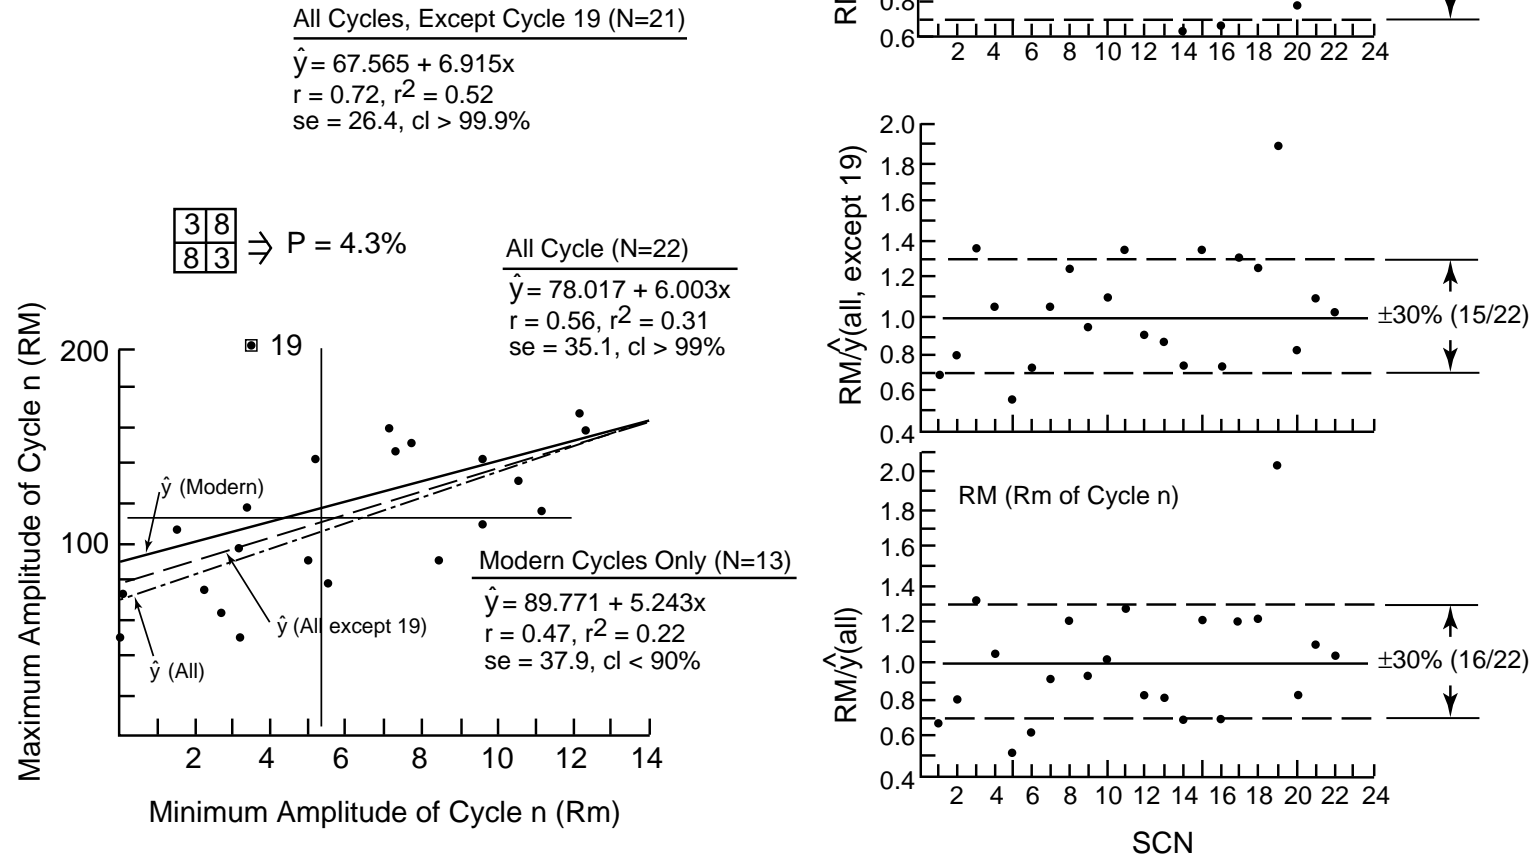 All Cycles, Except Cycle 19 (N=21)
ŷ = 67.565 + 6.915x
r = 0.72, r² = 0.52
se = 26.4, cl > 99.9%
3 8
8 3
⇒ P = 4.3%
All Cycle (N=22)
ŷ = 78.017 + 6.003x
r = 0.56, r² = 0.31
se = 35.1, cl > 99%
Maximum Amplitude of Cycle n (RM)
200
100
19
ŷ (Modern)
ŷ (All except 19)
ŷ (All)
Modern Cycles Only (N=13)
ŷ = 89.771 + 5.243x
r = 0.47, r² = 0.22
se = 37.9, cl < 90%
2 4 6 8 10 12 14
Minimum Amplitude of Cycle n (Rm)
0.8
0.6
2 4 6 8 10 12 14 16 18 20 22 24
RM/ŷ(all, except 19)
2.0
1.8
1.6
1.4
1.2
1.0
0.8
0.6
0.4
±30% (15/22)
RM/ŷ(all)
2.0
1.8
1.6
1.4
1.2
1.0
0.8
0.6
0.4
RM (Rm of Cycle n)
±30% (16/22)
2 4 6 8 10 12 14 16 18 20 22 24
SCN